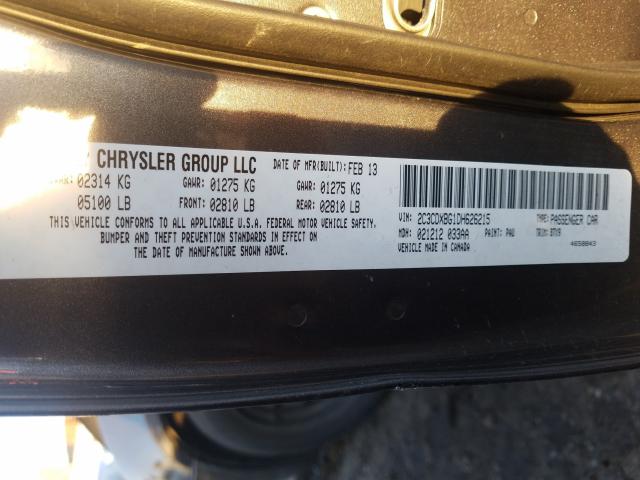 CHRYSLER GROUP LLC DATE OF MFR(BUILT): FEB 13
02314 KG GAWR: 01275 KG GAWR: 01275 KG
05100 LB FRONT: 02810 LB REAR: 02810 LB
THIS VEHICLE CONFORMS TO ALL APPLICABLE U.S.A. FEDERAL MOTOR VEHICLE SAFETY,
BUMPER AND THEFT PREVENTION STANDARDS IN EFFECT ON
THE DATE OF MANUFACTURE SHOWN ABOVE.
VIN: 2C3CDXBG1DH626215 TYPE: PASSENGER CAR
MDH: 021212 033AA PAINT: PAU TRIM: BTX9
VEHICLE MADE IN CANADA 4658843